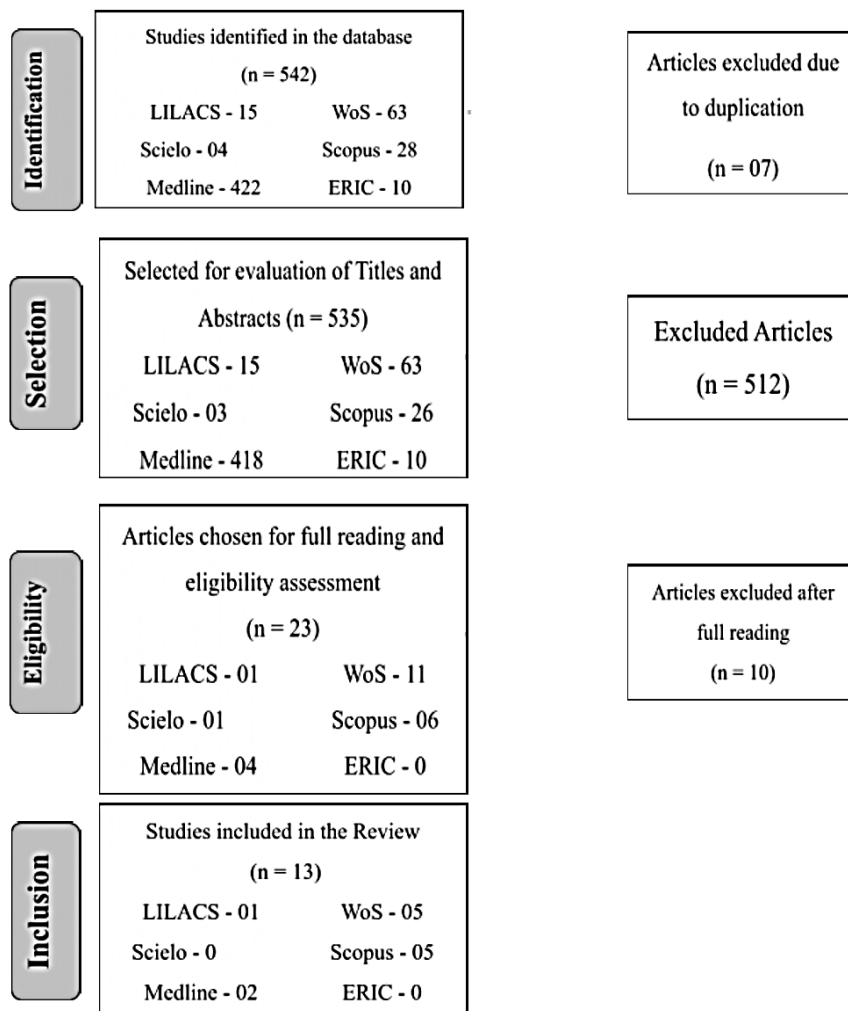 Identification
Studies identified in the database
(n = 542)
LILACS - 15 WoS - 63
Scielo - 04 Scopus - 28
Medline - 422 ERIC - 10
Articles excluded due
to duplication
(n = 07)
Selection
Selected for evaluation of Titles and
Abstracts (n = 535)
LILACS - 15 WoS - 63
Scielo - 03 Scopus - 26
Medline - 418 ERIC - 10
Excluded Articles
(n = 512)
Eligibility
Articles chosen for full reading and
eligibility assessment
(n = 23)
LILACS - 01 WoS - 11
Scielo - 01 Scopus - 06
Medline - 04 ERIC - 0
Articles excluded after
full reading
(n = 10)
Inclusion
Studies included in the Review
(n = 13)
LILACS - 01 WoS - 05
Scielo - 0 Scopus - 05
Medline - 02 ERIC - 0